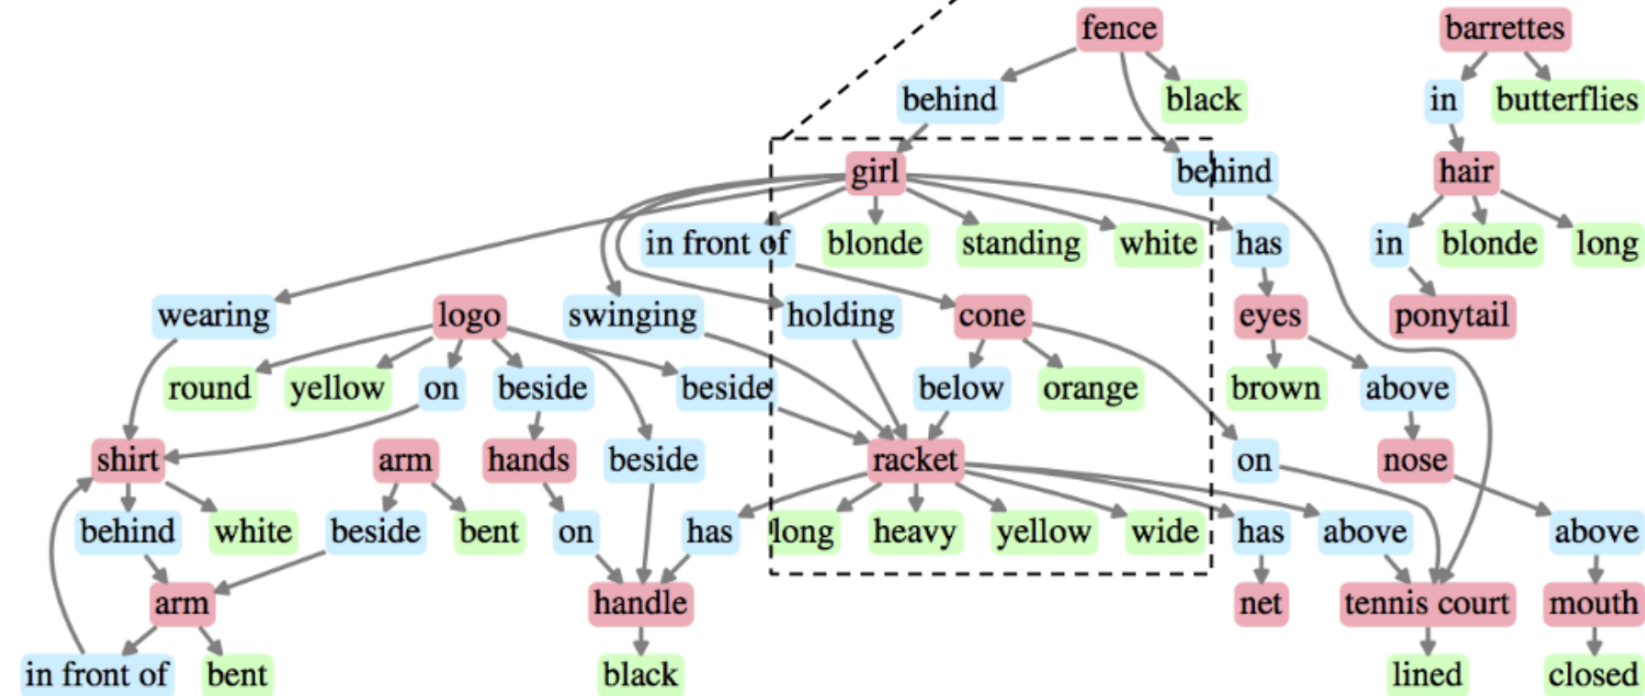 fence barrettes
behind black in butterflies
girl behind hair
in front of blonde standing white has in blonde long
wearing logo swinging holding cone eyes ponytail
round yellow on beside beside below orange brown above
shirt arm hands beside racket on nose
behind white beside bent on has long heavy yellow wide has above above
arm handle net tennis court mouth
in front of bent black lined closed